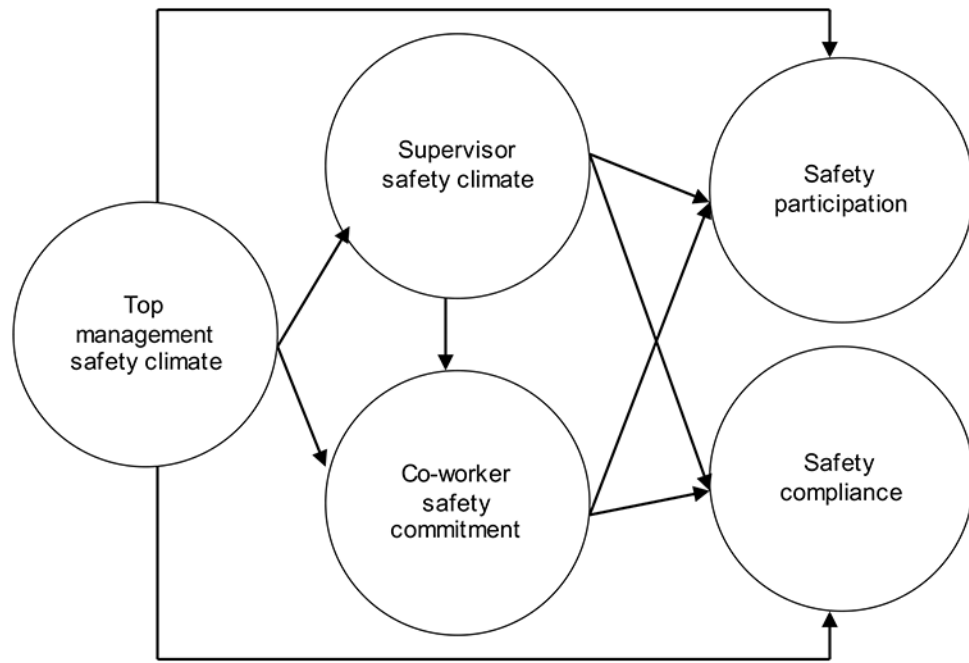 Supervisor
safety climate
Safety
participation
Top
management
safety climate
Co-worker
safety
commitment
Safety
compliance